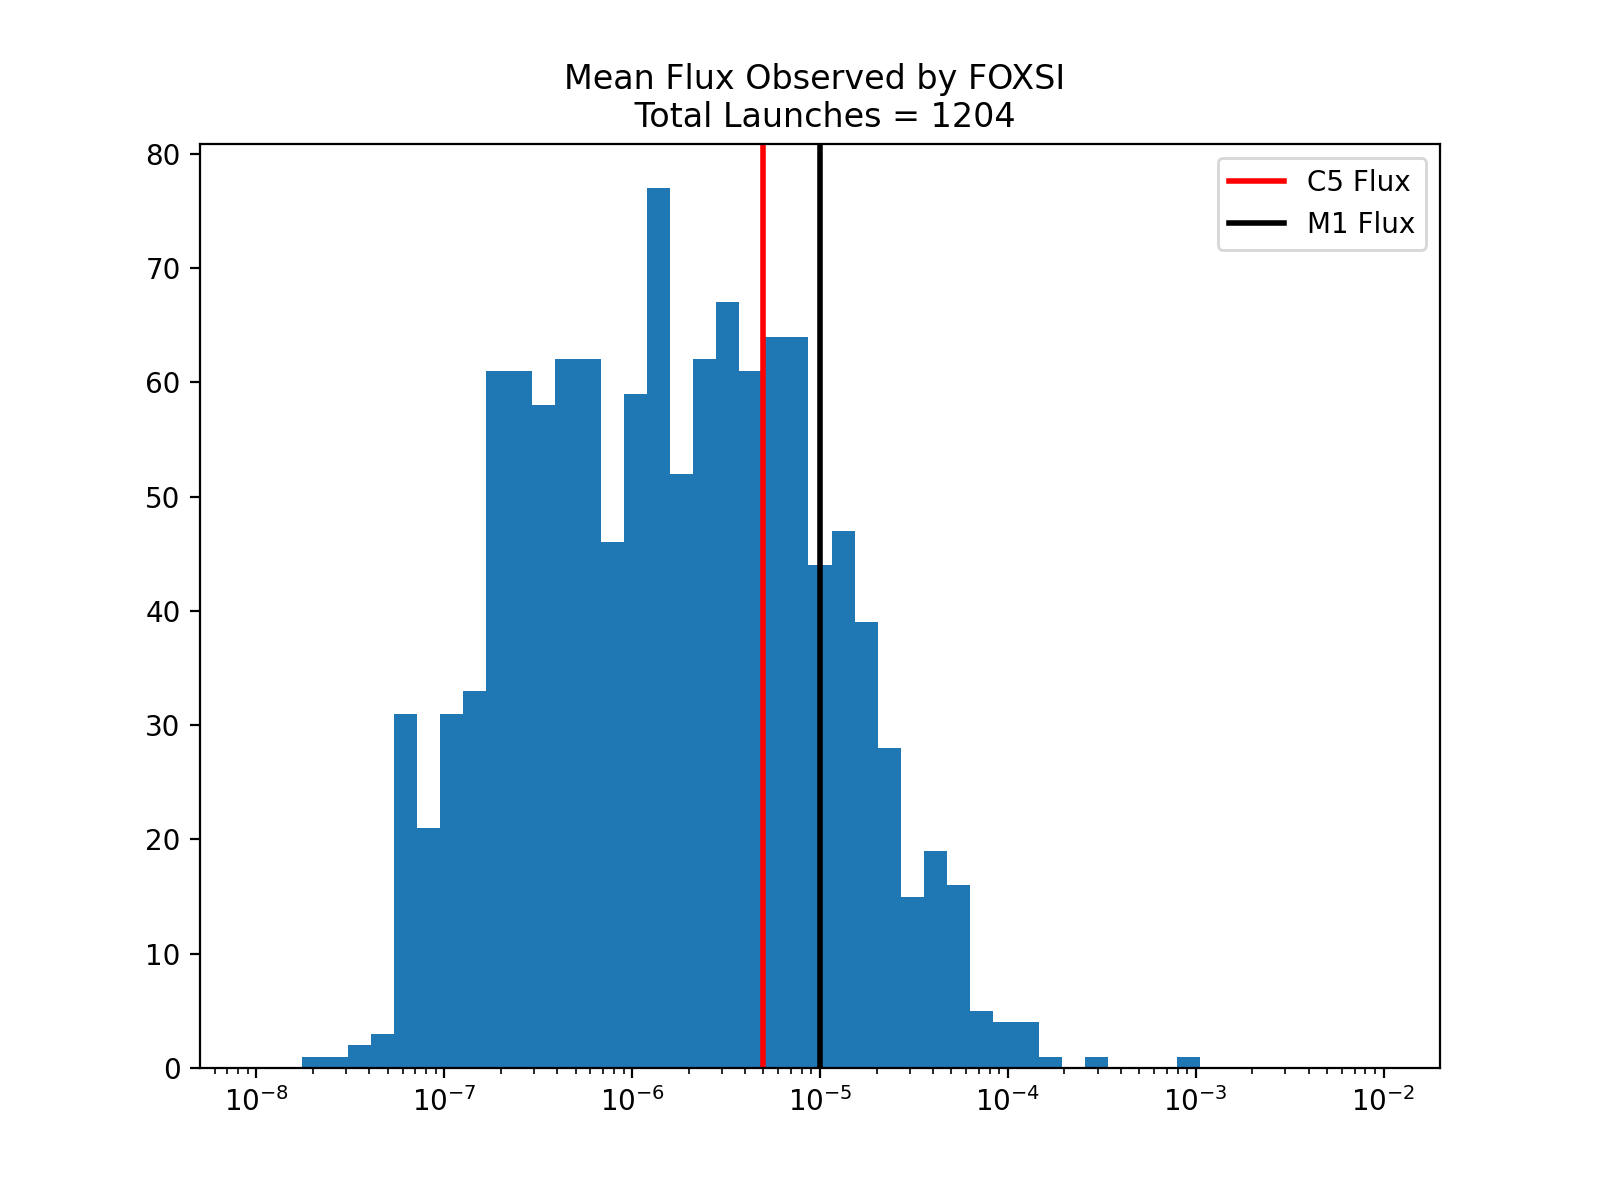 Mean Flux Observed by FOXSI
Total Launches = 1204
C5 Flux
M1 Flux
80
70
60
50
40
30
20
10
0
10⁻⁸ 10⁻⁷ 10⁻⁶ 10⁻⁵ 10⁻⁴ 10⁻³ 10⁻²